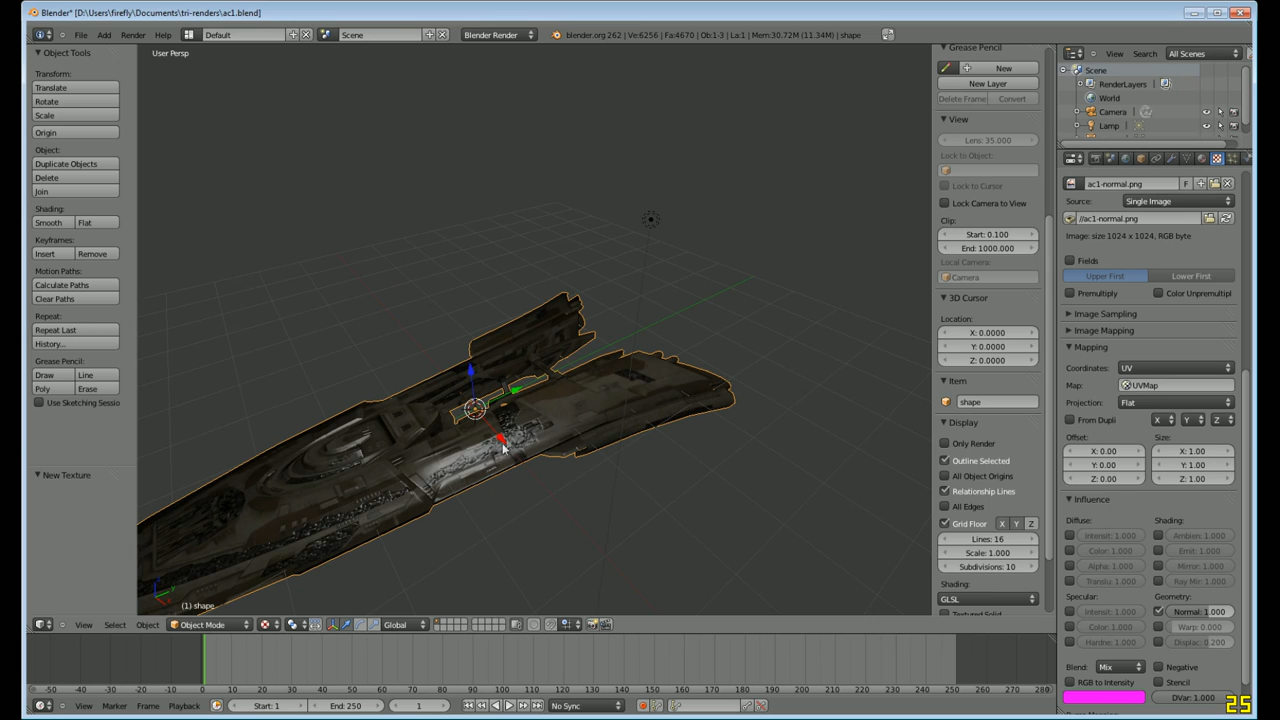 Blender* [D:\Users\firefly\Documents\tri-renders\ac1.blend]
File Add Render Help Default Scene Blender Render blender.org 262 | Ve:6256 | Fa:4670 | Ob:1-3 | La:1 | Mem:30.72M (11.34M) | shape
Object Tools
Transform:
Translate
Rotate
Scale
Origin
Object:
Duplicate Objects
Delete
Join
Shading:
Smooth Flat
Keyframes:
Insert Remove
Motion Paths:
Calculate Paths
Clear Paths
Repeat:
Repeat Last
History...
Grease Pencil:
Draw Line
Poly Erase
Use Sketching Sessio
New Texture
User Persp
(1) shape
Grease Pencil
New
New Layer
Delete Frame Convert
View
Lens: 35.000
Lock to Object:
Lock to Cursor
Lock Camera to View
Clip:
Start: 0.100
End: 1000.000
Local Camera:
Camera
3D Cursor
Location:
X: 0.0000
Y: 0.0000
Z: 0.0000
Item
shape
Display
Only Render
Outline Selected
All Object Origins
Relationship Lines
All Edges
Grid Floor X Y Z
Lines: 16
Scale: 1.000
Subdivisions: 10
Shading:
GLSL
Textured Solid
View Search All Scenes
Scene
RenderLayers
World
Camera
Lamp
ac1-normal.png F
Source: Single Image
//ac1-normal.png
Image: size 1024 x 1024, RGB byte
Fields
Upper First Lower First
Premultiply Color Unpremultipl
Image Sampling
Image Mapping
Mapping
Coordinates: UV
Map: UVMap
Projection: Flat
From Dupli X Y Z
Offset: Size:
X: 0.00 X: 1.00
Y: 0.00 Y: 1.00
Z: 0.00 Z: 1.00
Influence
Diffuse: Shading:
Intensit: 1.000 Ambien: 1.000
Color: 1.000 Emit: 1.000
Alpha: 1.000 Mirror: 1.000
Translu: 1.000 Ray Mir: 1.000
Specular: Geometry:
Intensit: 1.000 Normal: 1.000
Color: 1.000 Warp: 0.000
Hardne: 1.000 Displac: 0.200
Blend: Mix Negative
RGB to Intensity Stencil
DVar: 1.000
View Select Object Object Mode Global
-50 -40 -30 -20 -10 0 10 20 30 40 50 60 70 80 90 100 110 120 130 140 150 160 170 180 190 200 210 220 230 240 250 260 270 280
View Marker Frame Playback Start: 1 End: 250 1 No Sync
25